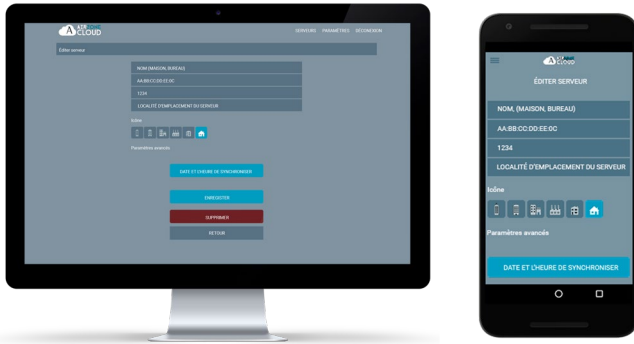 AIRZONE
CLOUD
SERVEURS PARAMÈTRES DÉCONNEXION
Éditer serveur
NOM (MAISON, BUREAU)
AA:BB:CC:DD:EE:0C
1234
LOCALITÉ D'EMPLACEMENT DU SERVEUR
Icône
Paramètres avancés
DATE ET L'HEURE DE SYNCHRONISER
ENREGISTER
SUPPRIMER
RETOUR
AIRZONE
CLOUD
ÉDITER SERVEUR
NOM, (MAISON, BUREAU)
AA:BB:CC:DD:EE:0C
1234
LOCALITÉ D'EMPLACEMENT DU SERVEUR
Icône
Paramètres avancés
DATE ET L'HEURE DE SYNCHRONISER